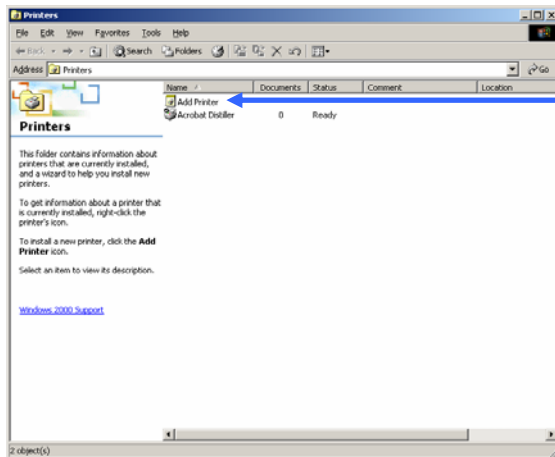 Printers
File Edit View Favorites Tools Help
Back Search Folders
Address Printers Go
Name Documents Status Comment Location
Add Printer
Acrobat Distiller 0 Ready
Printers
This folder contains information about
printers that are currently installed,
and a wizard to help you install new
printers.
To get information about a printer that
is currently installed, right-click the
printer's icon.
To install a new printer, click the Add
Printer icon.
Select an item to view its description.
Windows 2000 Support
2 object(s)